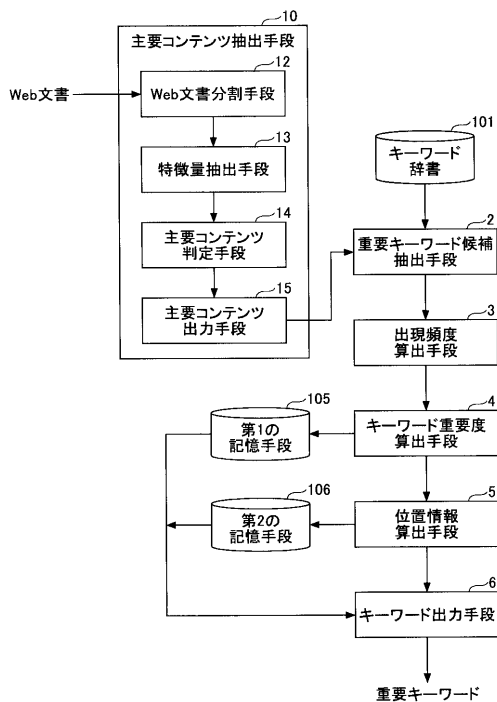 10
主要コンテンツ抽出手段
12
Web文書
Web文書分割手段
13
特徴量抽出手段
14
主要コンテンツ
判定手段
15
主要コンテンツ
出力手段
101
キーワード
辞書
2
重要キーワード候補
抽出手段
3
出現頻度
算出手段
4
キーワード重要度
算出手段
105
第1の
記憶手段
5
位置情報
算出手段
106
第2の
記憶手段
6
キーワード出力手段
重要キーワード